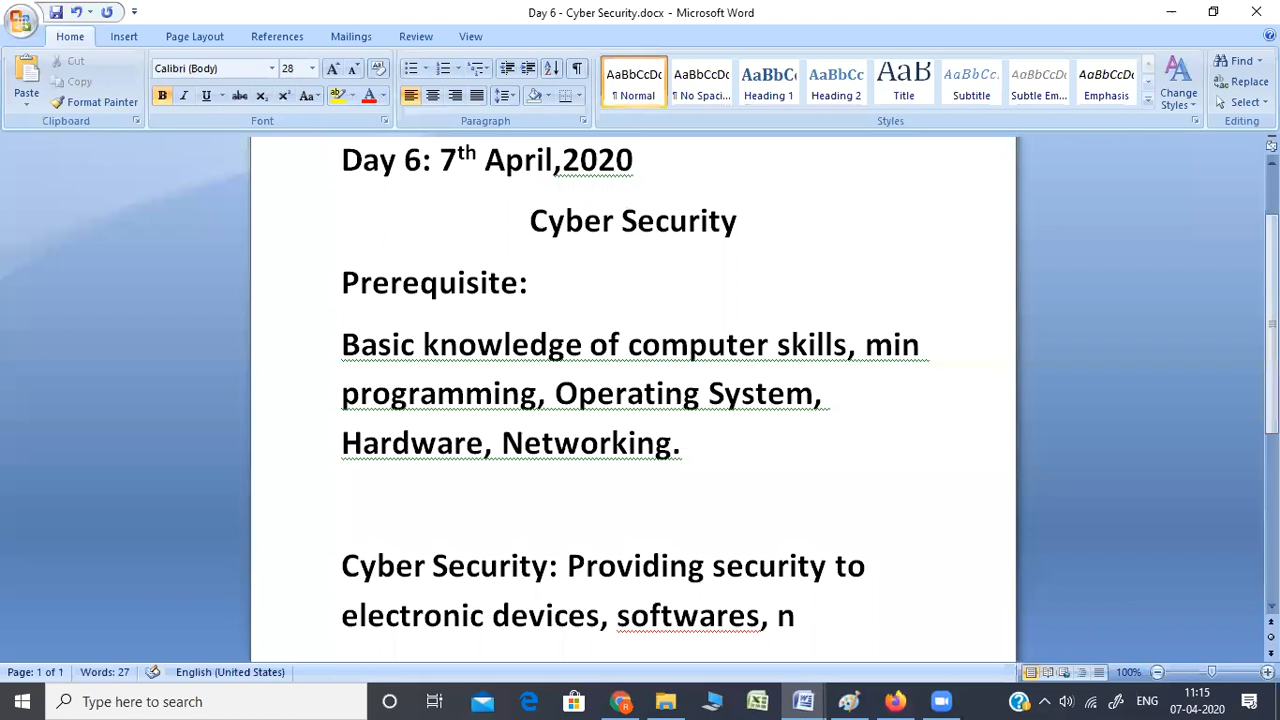 Day 6 - Cyber Security.docx - Microsoft Word
Home Insert Page Layout References Mailings Review View
Paste
Cut
Copy
Format Painter
Clipboard
Calibri (Body) 28
Font
Paragraph
AaBbCcDc AaBbCcDc AaBbCc AaBbCc AaB AaBbCc. AaBbCcDc AaBbCcDc
¶ Normal ¶ No Spaci... Heading 1 Heading 2 Title Subtitle Subtle Em... Emphasis
Change
Styles
Styles
Find
Replace
Select
Editing
Day 6: 7th April,2020
Cyber Security
Prerequisite:
Basic knowledge of computer skills, min
programming, Operating System,
Hardware, Networking.
Cyber Security: Providing security to
electronic devices, softwares, n
Page: 1 of 1 Words: 27 English (United States) 100%
Type here to search
ENG
11:15
07-04-2020